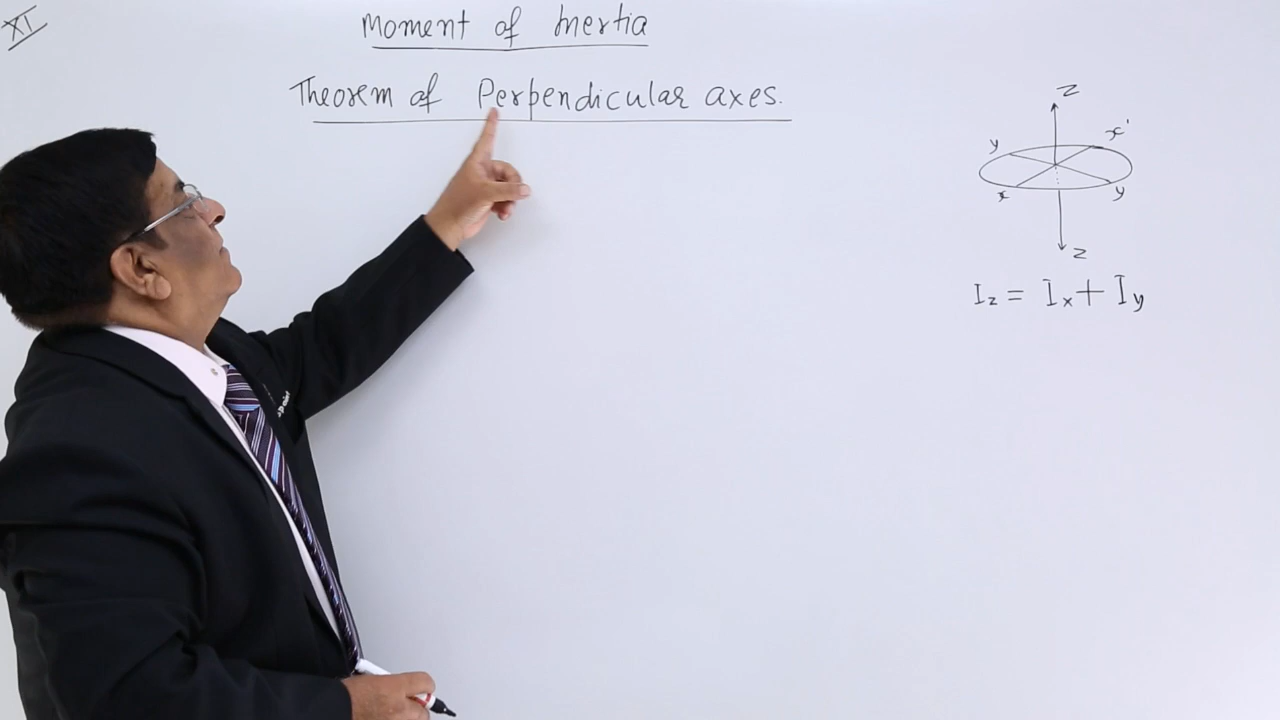 XI
Moment of Inertia
Theorem of Perpendicular axes.
z
y
x'
x
y
z
Iz = Ix + Iy